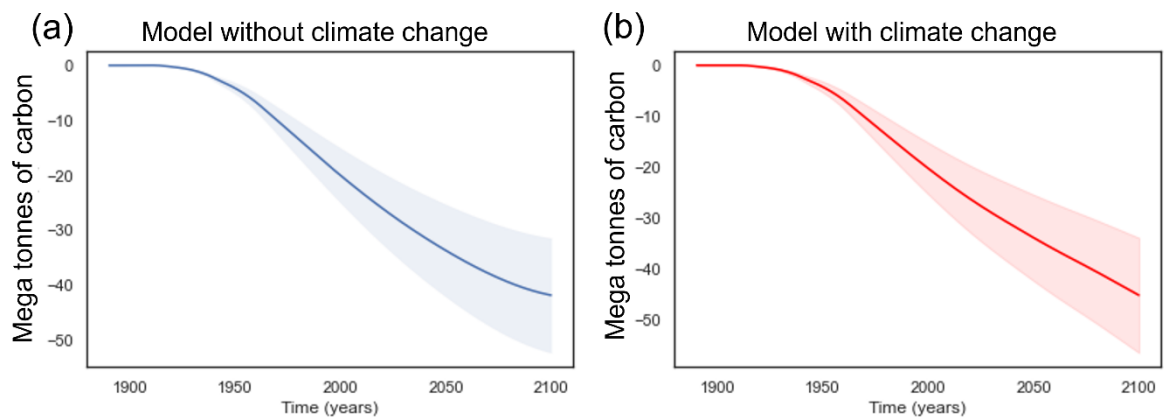 (a)
Model without climate change
Mega tonnes of carbon
0
−10
−20
−30
−40
−50
1900 1950 2000 2050 2100
Time (years)
(b)
Model with climate change
Mega tonnes of carbon
0
−10
−20
−30
−40
−50
1900 1950 2000 2050 2100
Time (years)